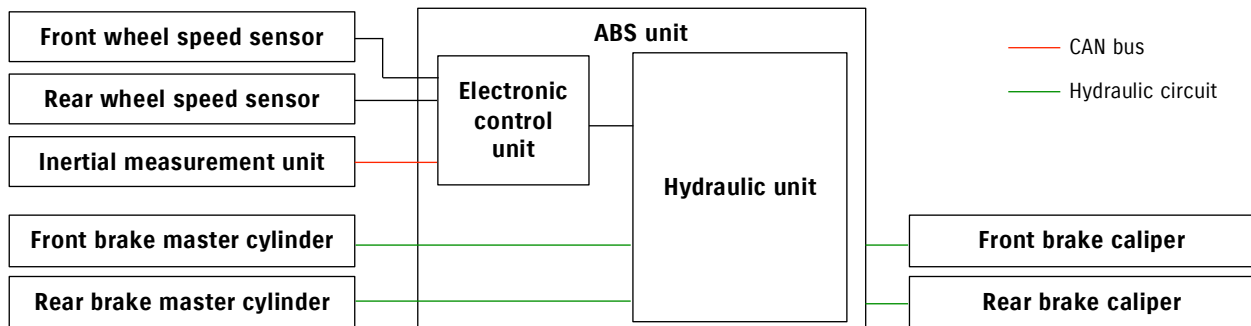 Front wheel speed sensor
Rear wheel speed sensor
Inertial measurement unit
Front brake master cylinder
Rear brake master cylinder
ABS unit
Electronic
control
unit
Hydraulic unit
CAN bus
Hydraulic circuit
Front brake caliper
Rear brake caliper